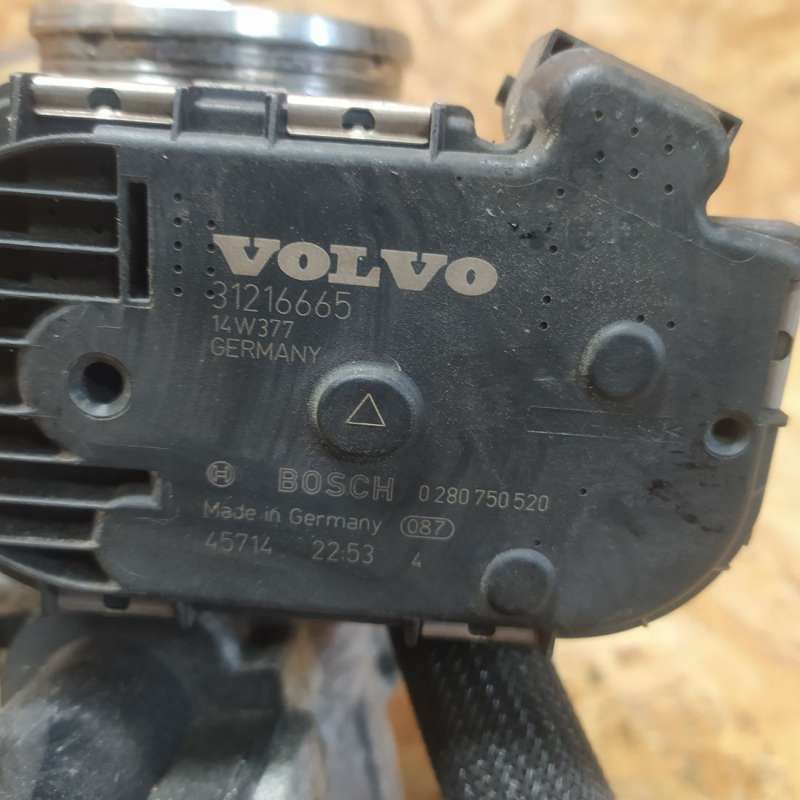 VOLVO
31216665
14W377
GERMANY
BOSCH 0 280 750 520
Made in Germany 087
45714 22:53 4